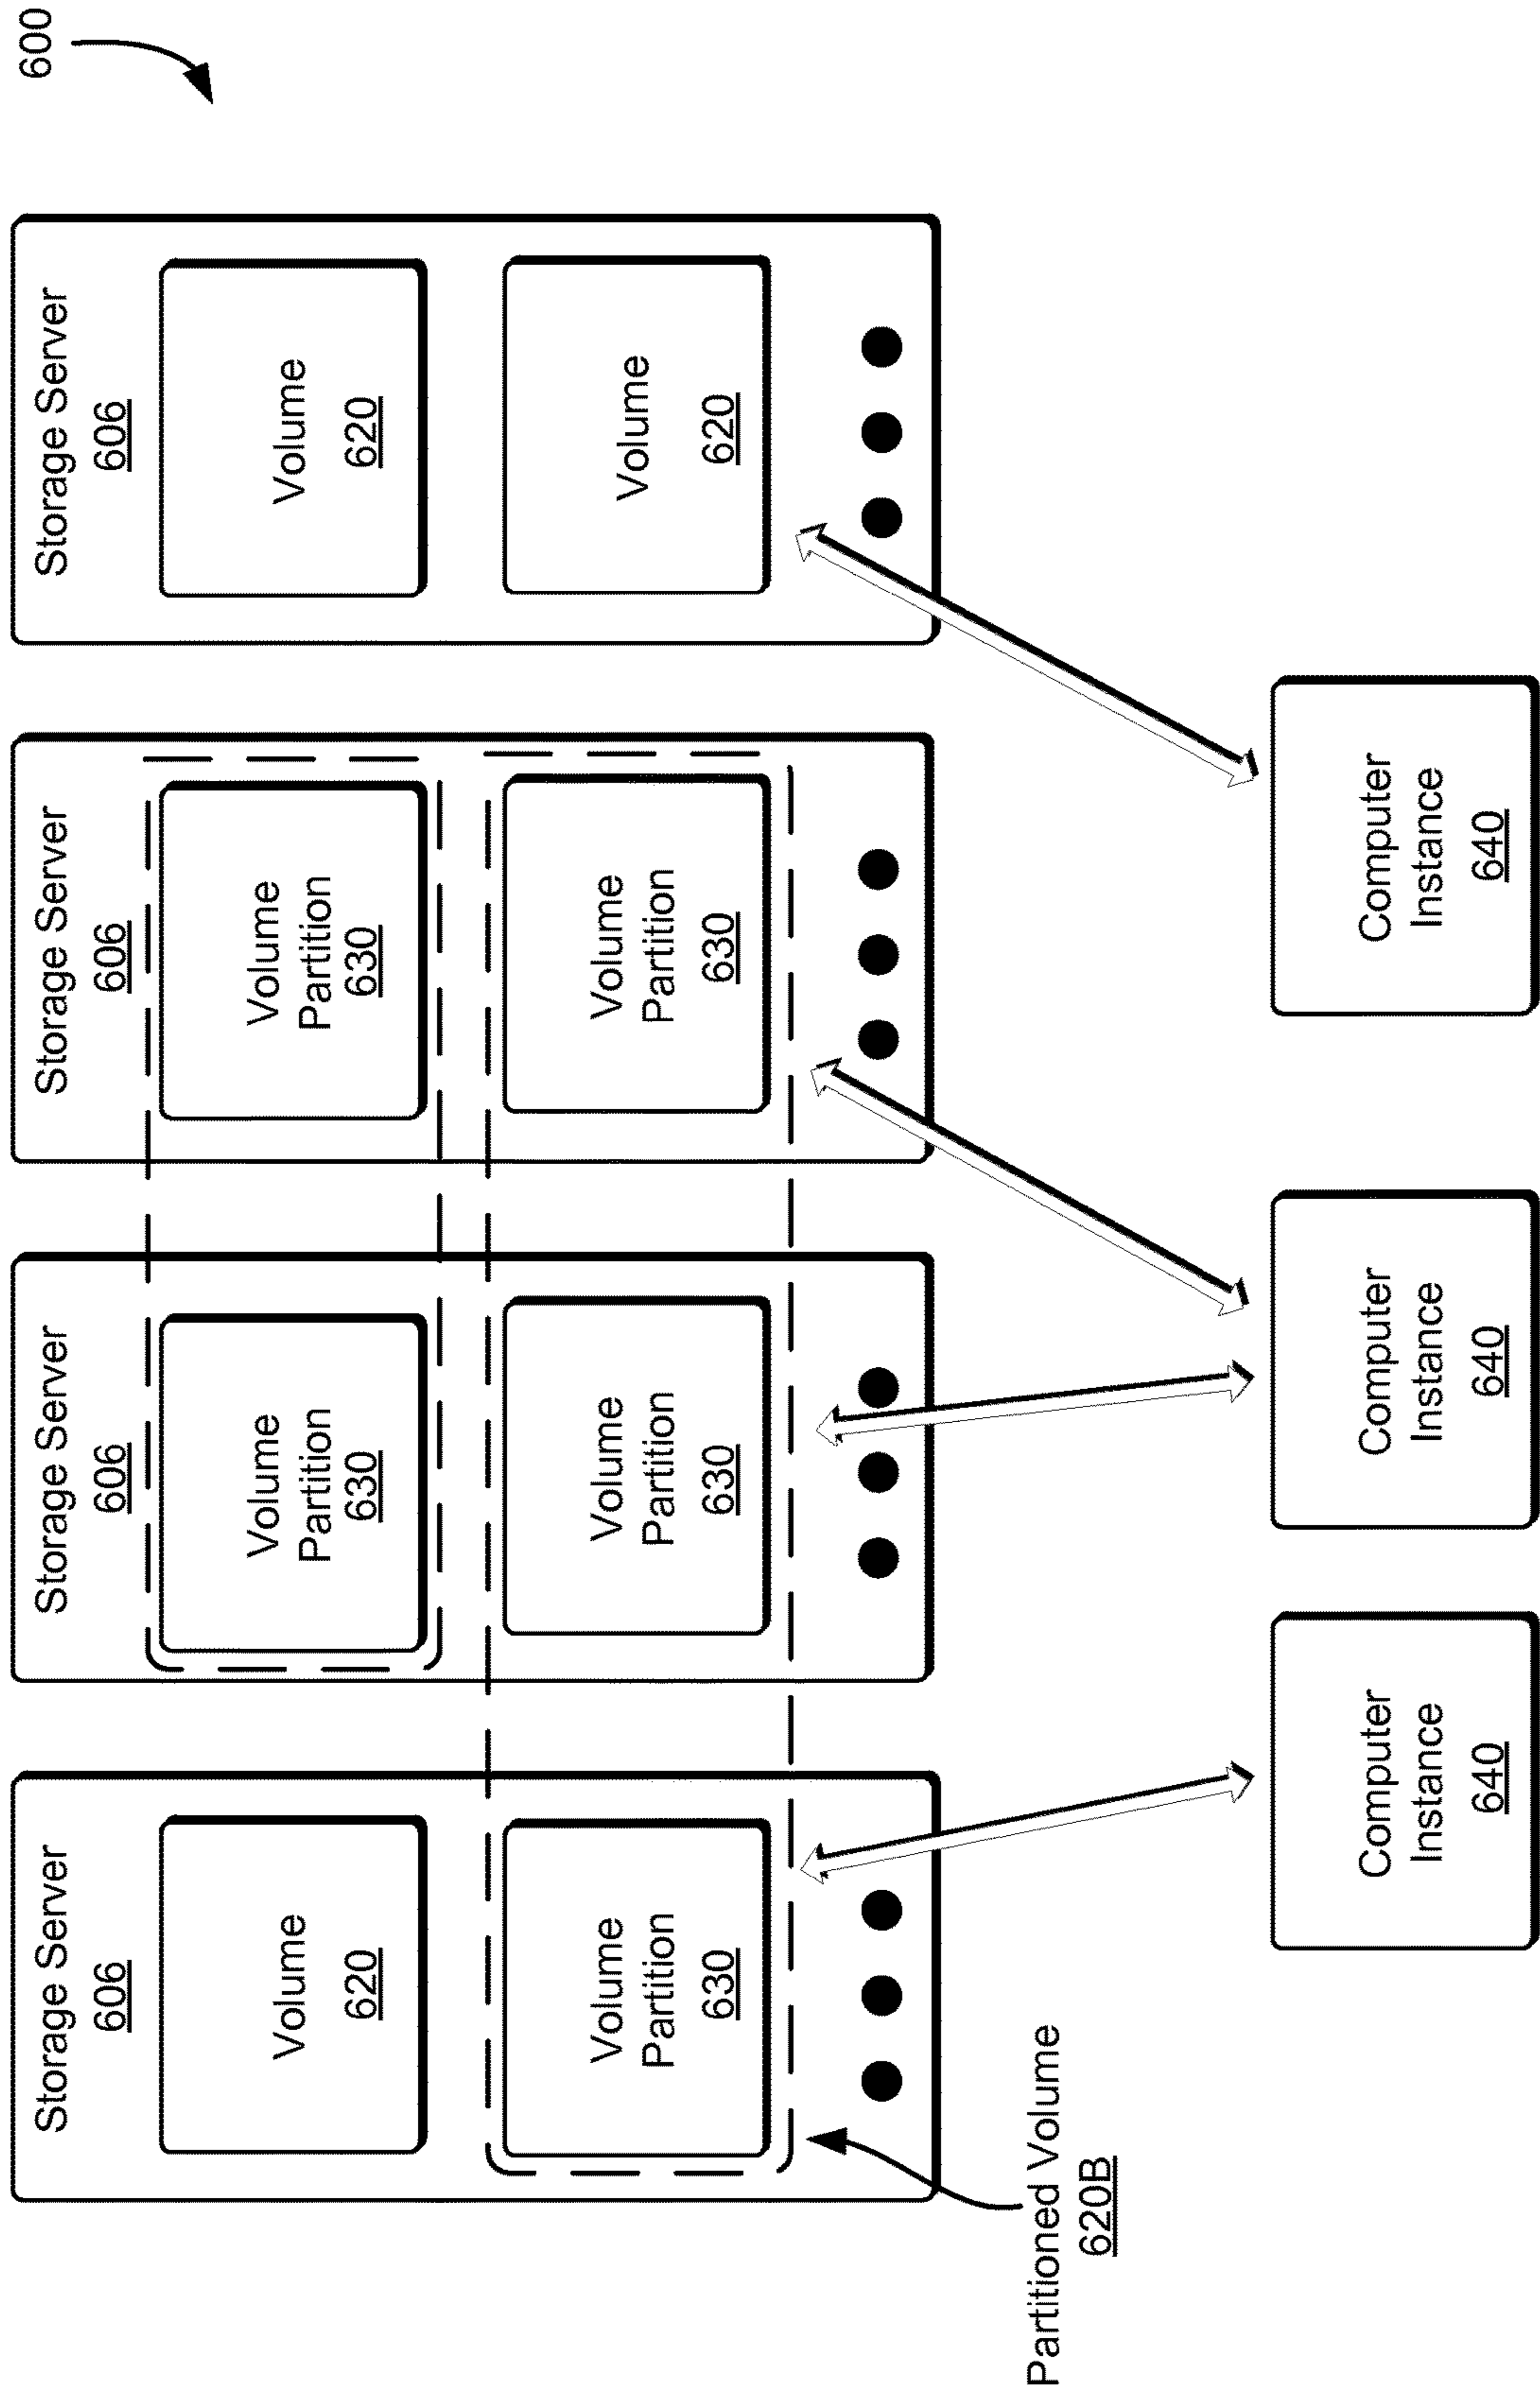 600
Storage Server
606
Volume
620
Volume
Partition
630
Storage Server
606
Volume
Partition
630
Volume
Partition
630
Storage Server
606
Volume
Partition
630
Volume
Partition
630
Storage Server
606
Volume
620
Volume
620
Partitioned Volume
620B
Computer
Instance
640
Computer
Instance
640
Computer
Instance
640